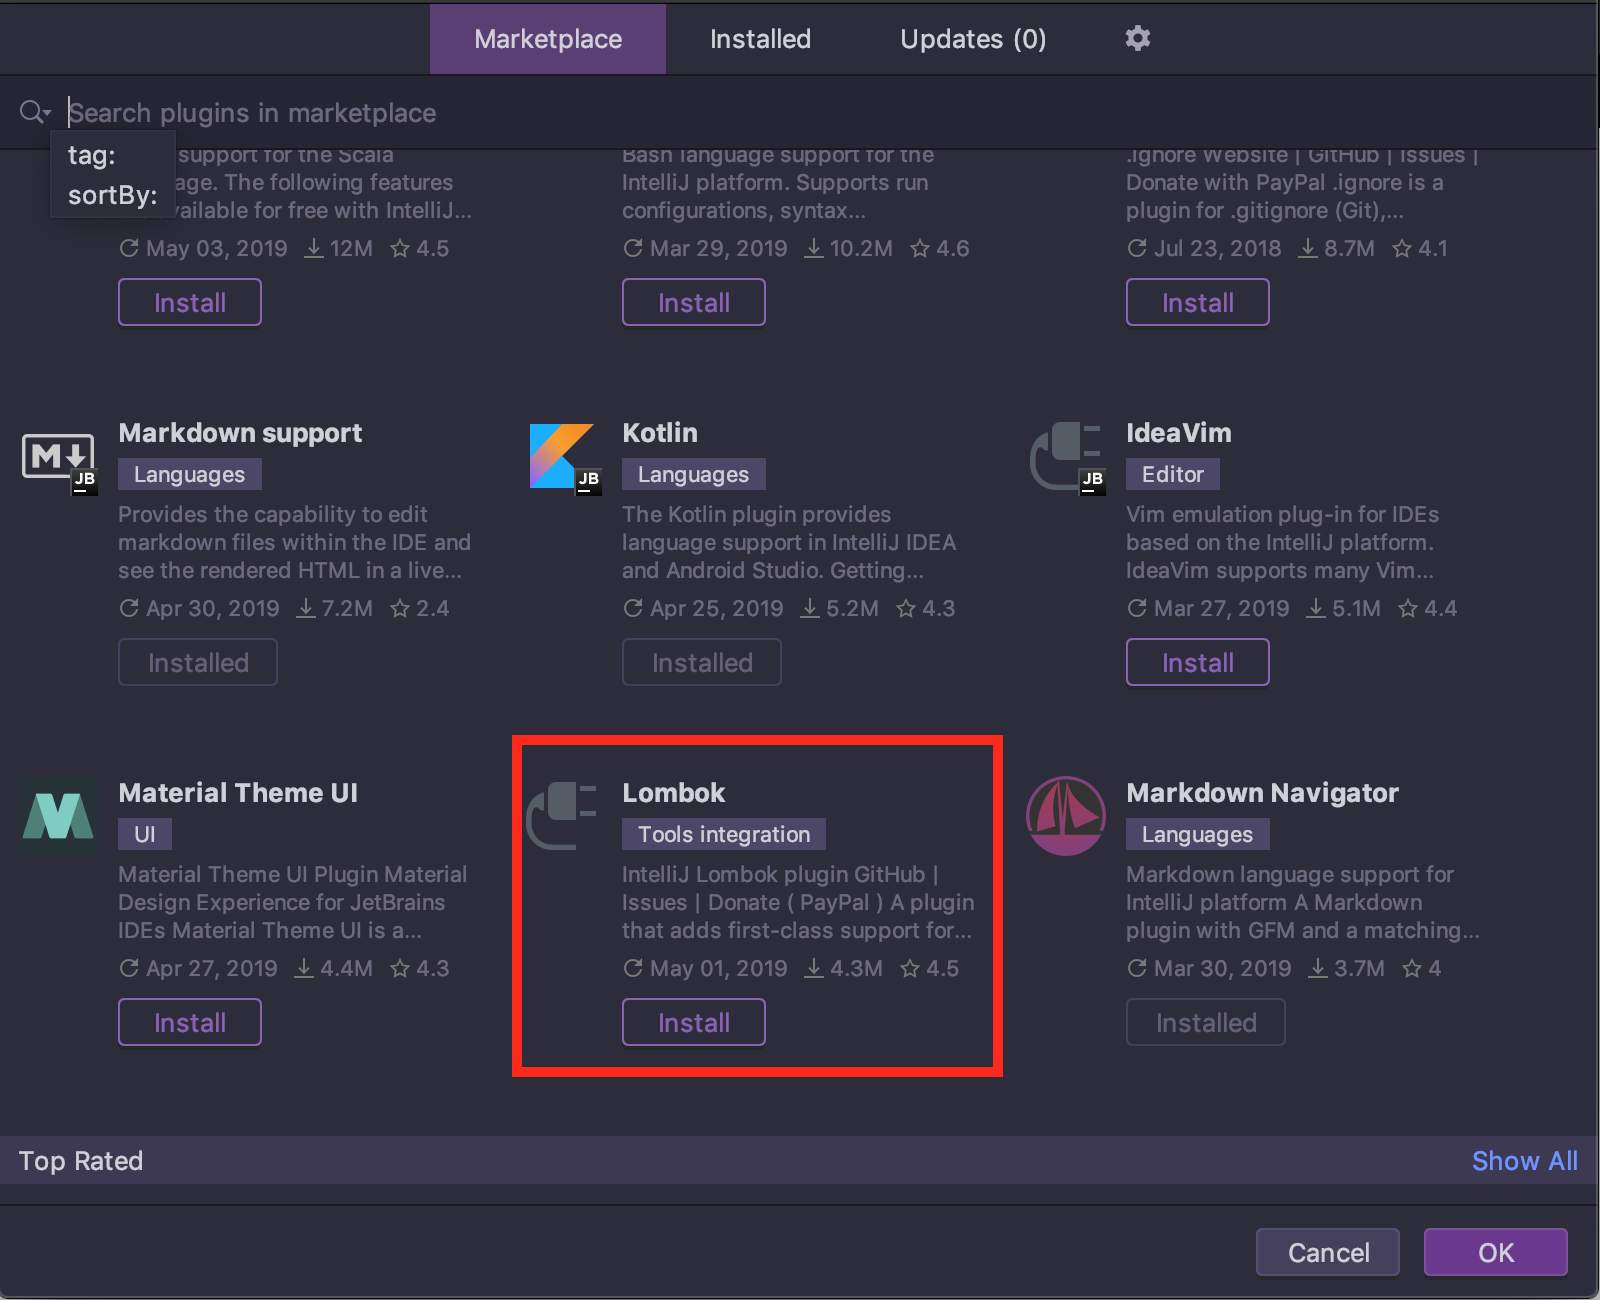 Marketplace
Installed
Updates (0)
Search plugins in marketplace
tag:
sortBy:
support for the Scala
age. The following features
vailable for free with IntelliJ...
May 03, 2019 12M 4.5
Install
Bash language support for the
IntelliJ platform. Supports run
configurations, syntax...
Mar 29, 2019 10.2M 4.6
Install
.ignore Website | GitHub | Issues |
Donate with PayPal .ignore is a
plugin for .gitignore (Git),...
Jul 23, 2018 8.7M 4.1
Install
M
JB
Markdown support
Languages
Provides the capability to edit
markdown files within the IDE and
see the rendered HTML in a live...
Apr 30, 2019 7.2M 2.4
Installed
JB
Kotlin
Languages
The Kotlin plugin provides
language support in IntelliJ IDEA
and Android Studio. Getting...
Apr 25, 2019 5.2M 4.3
Installed
JB
IdeaVim
Editor
Vim emulation plug-in for IDEs
based on the IntelliJ platform.
IdeaVim supports many Vim...
Mar 27, 2019 5.1M 4.4
Install
Material Theme UI
UI
Material Theme UI Plugin Material
Design Experience for JetBrains
IDEs Material Theme UI is a...
Apr 27, 2019 4.4M 4.3
Install
Lombok
Tools integration
IntelliJ Lombok plugin GitHub |
Issues | Donate ( PayPal ) A plugin
that adds first-class support for...
May 01, 2019 4.3M 4.5
Install
Markdown Navigator
Languages
Markdown language support for
IntelliJ platform A Markdown
plugin with GFM and a matching...
Mar 30, 2019 3.7M 4
Installed
Top Rated
Show All
Cancel
OK